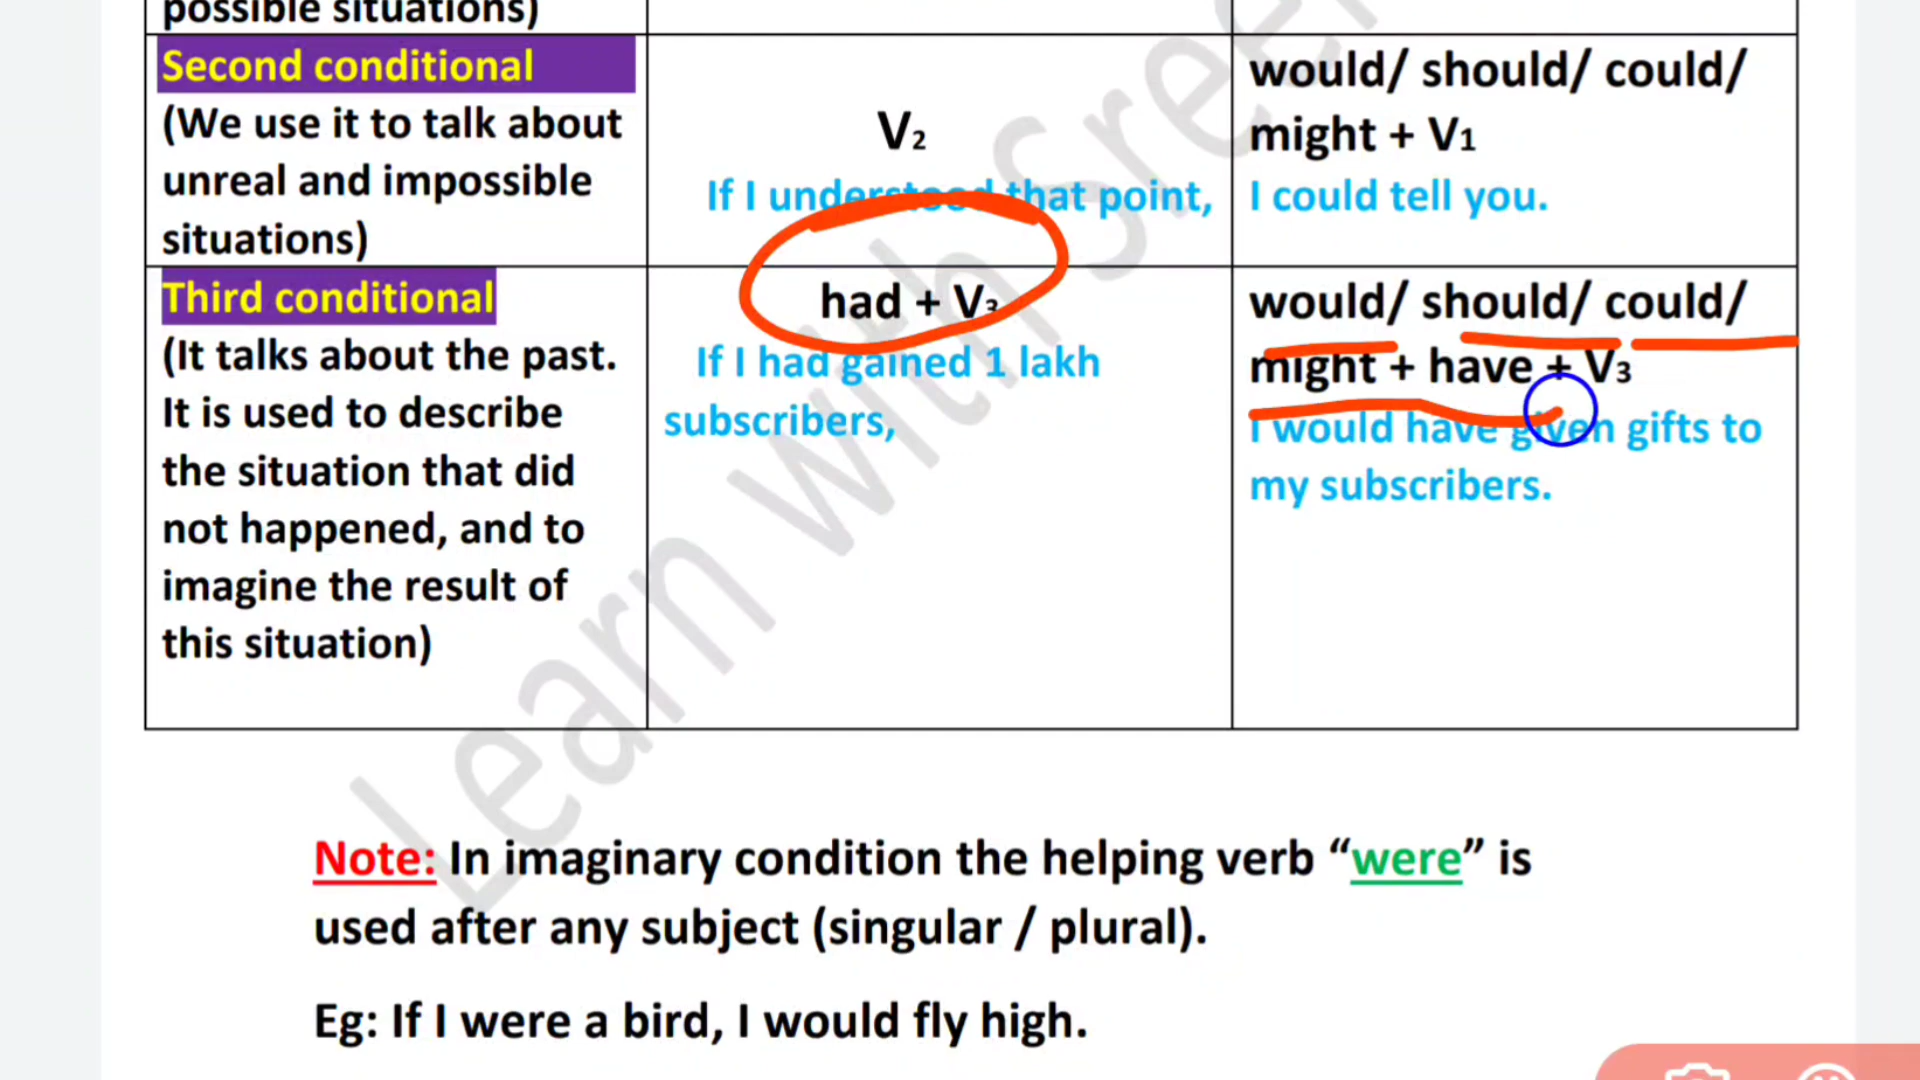 possible situations)
Second conditional
(We use it to talk about
unreal and impossible
situations)
V₂
If I understood that point,
would/ should/ could/
might + V₁
I could tell you.
Third conditional
(It talks about the past.
It is used to describe
the situation that did
not happened, and to
imagine the result of
this situation)
had + V₃
If I had gained 1 lakh
subscribers,
would/ should/ could/
might + have + V₃
I would have given gifts to
my subscribers.
Learn With Sree
Note: In imaginary condition the helping verb “were” is
used after any subject (singular / plural).
Eg: If I were a bird, I would fly high.